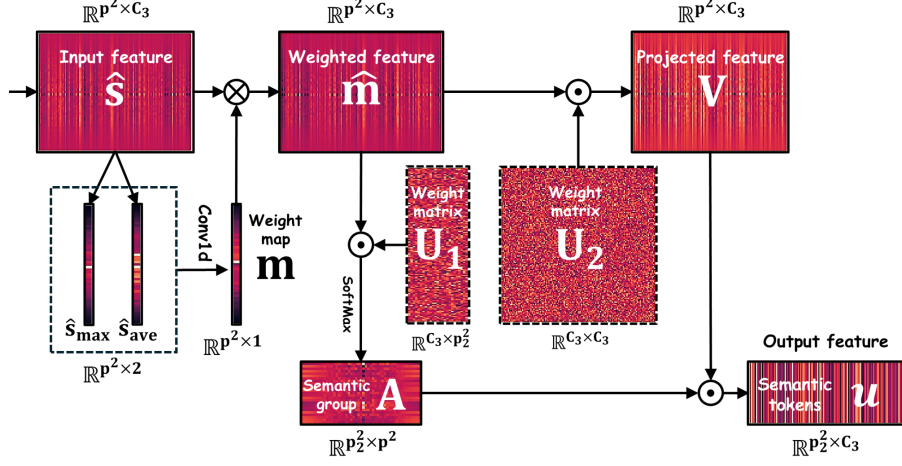 ℝ^{p²×C₃}
ℝ^{p²×C₃}
ℝ^{p²×C₃}
Input feature
ŝ
Weighted feature
m̂
Projected feature
V
Conv1d
Weight
map
m
Weight
matrix
U₁
Weight
matrix
U₂
SoftMax
ŝ_max
ŝ_ave
ℝ^{p²×2}
ℝ^{p²×1}
ℝ^{C₃×p₂²}
ℝ^{C₃×C₃}
Output feature
Semantic
group
A
Semantic
tokens
u
ℝ^{p₂²×p²}
ℝ^{p₂²×C₃}